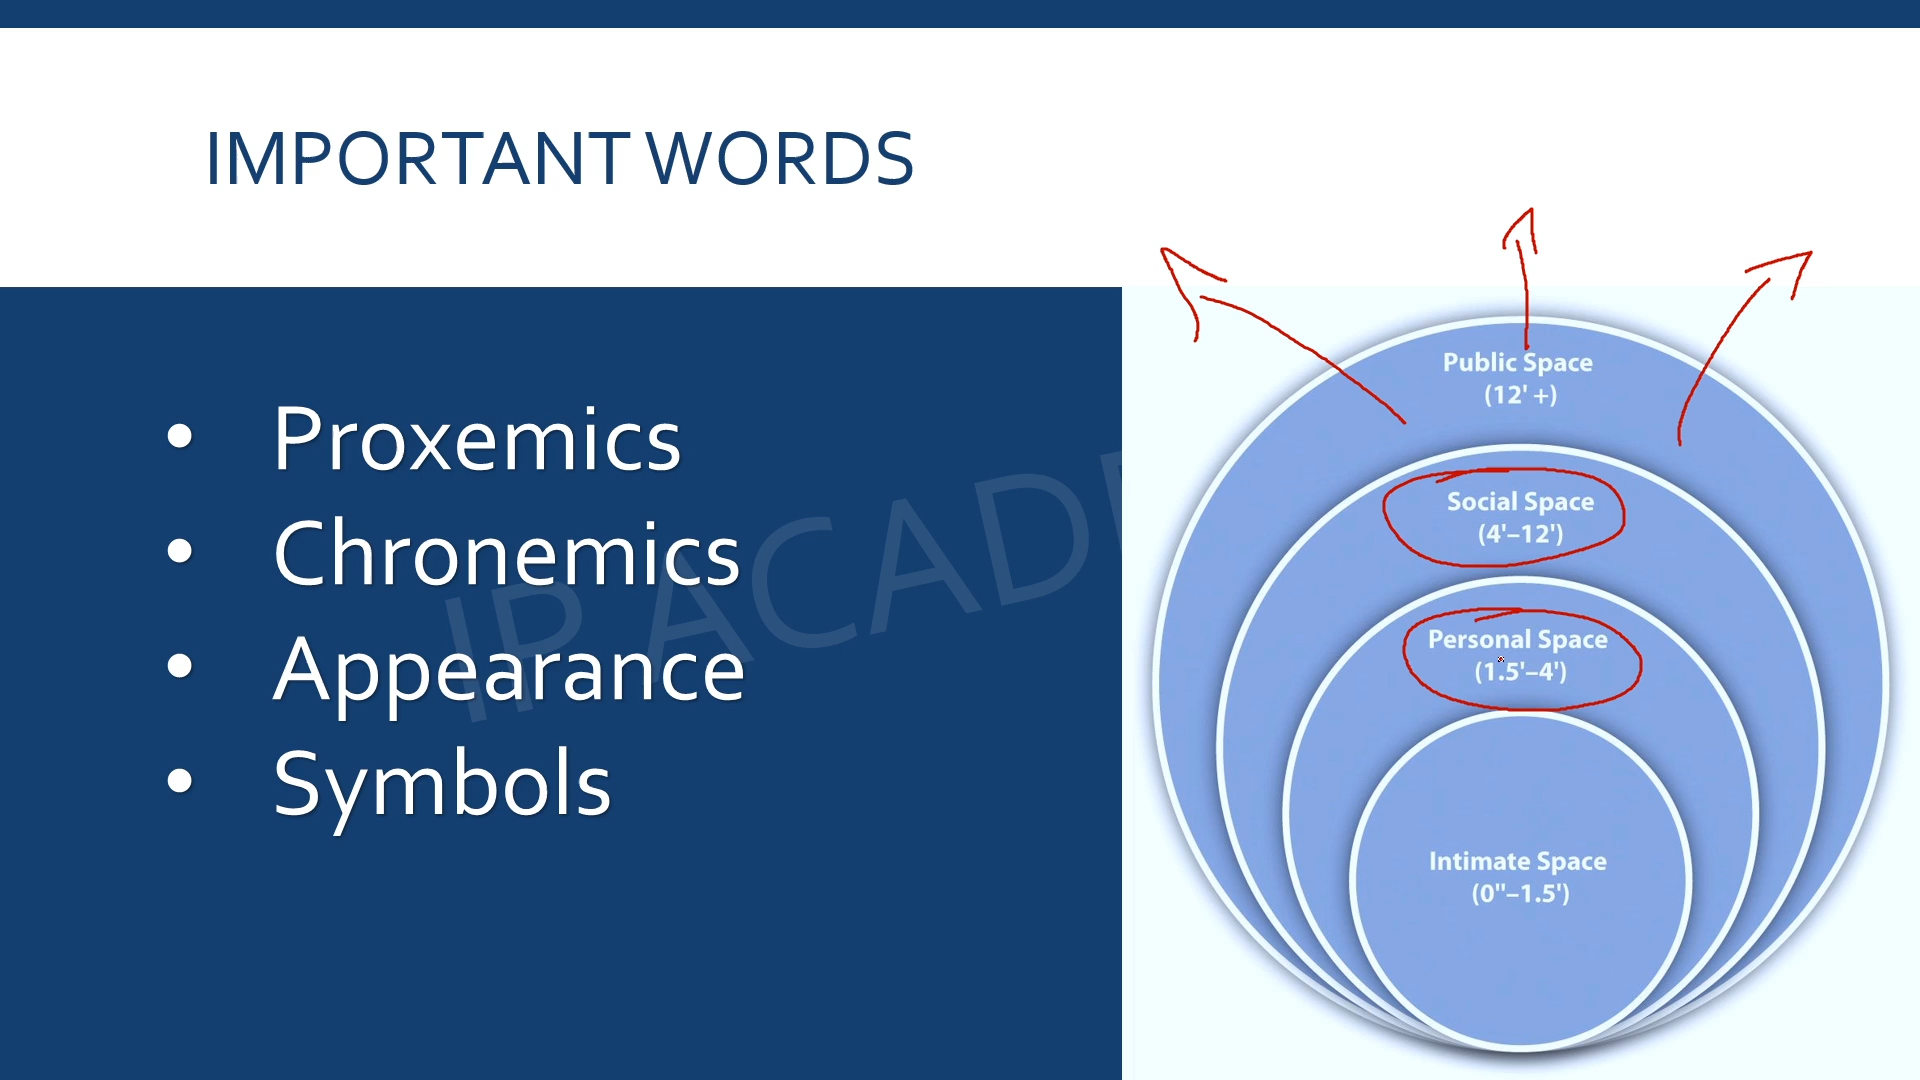 IMPORTANT WORDS
• Proxemics
• Chronemics
• Appearance
• Symbols
IP ACADE
Public Space
(12' +)
Social Space
(4'–12')
Personal Space
(1.5'–4')
Intimate Space
(0"–1.5')